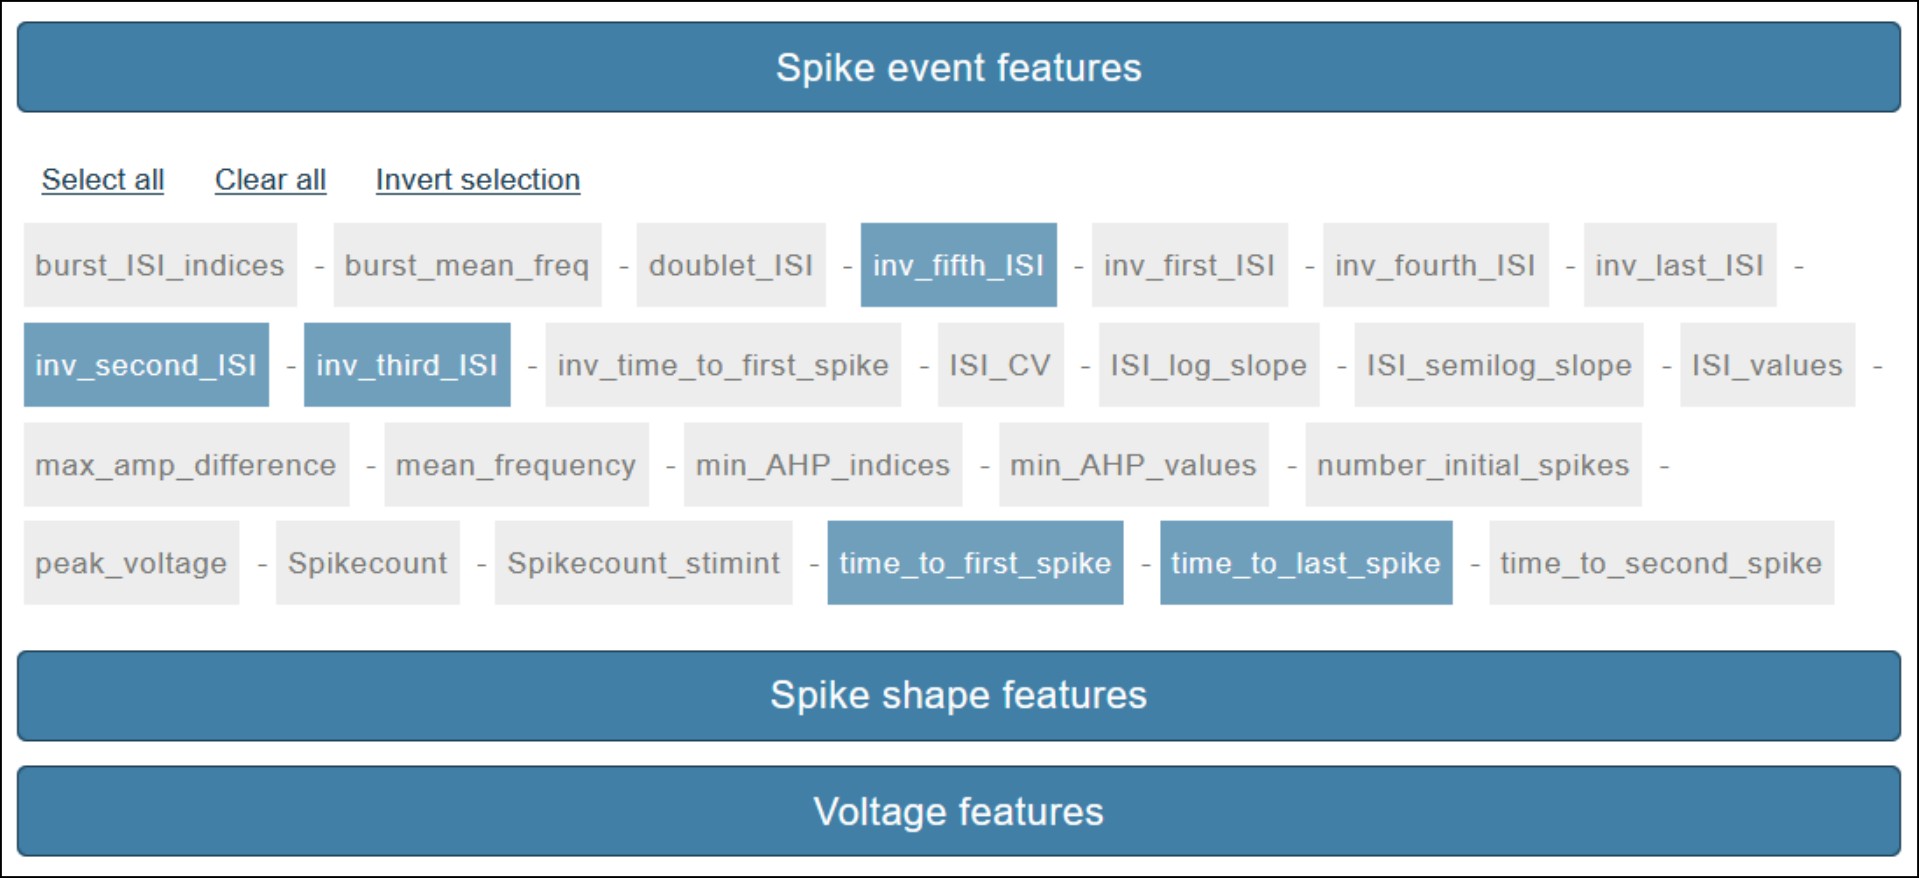 Spike event features
Select all Clear all Invert selection
burst_ISI_indices - burst_mean_freq - doublet_ISI - inv_fifth_ISI - inv_first_ISI - inv_fourth_ISI - inv_last_ISI -
inv_second_ISI - inv_third_ISI - inv_time_to_first_spike - ISI_CV - ISI_log_slope - ISI_semilog_slope - ISI_values -
max_amp_difference - mean_frequency - min_AHP_indices - min_AHP_values - number_initial_spikes -
peak_voltage - Spikecount - Spikecount_stimint - time_to_first_spike - time_to_last_spike - time_to_second_spike
Spike shape features
Voltage features